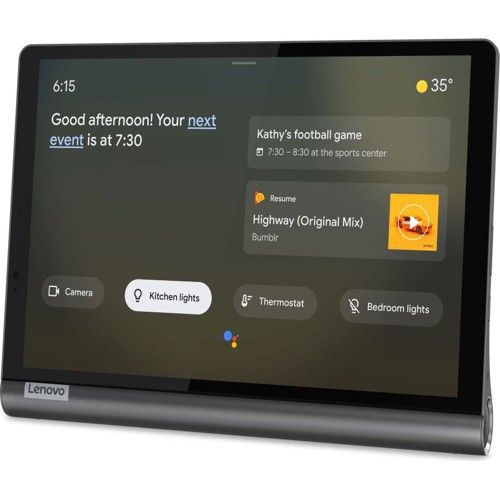 6:15
35°
Good afternoon! Your next
event is at 7:30
Kathy's football game
7:30 – 8:30 at the sports center
Resume
Highway (Original Mix)
Bumblr
Camera
Kitchen lights
Thermostat
Bedroom lights
Lenovo